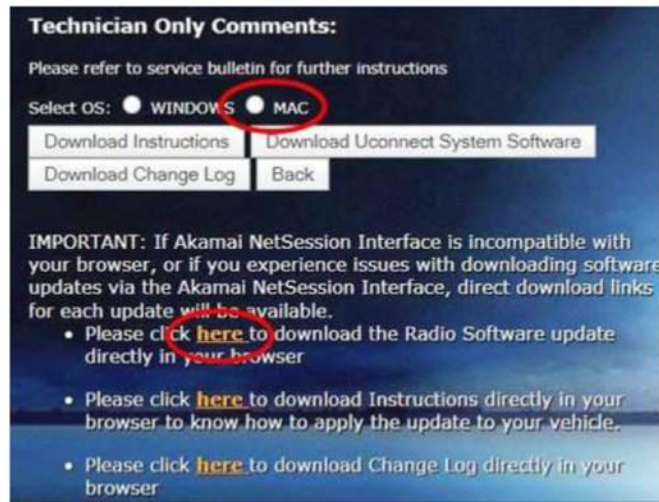 Technician Only Comments:
Please refer to service bulletin for further instructions
Select OS: WINDOWS MAC
Download Instructions Download Uconnect System Software
Download Change Log Back
IMPORTANT: If Akamai NetSession Interface is incompatible with
your browser, or if you experience issues with downloading software
updates via the Akamai NetSession Interface, direct download links
for each update will be available.
• Please click here to download the Radio Software update
directly in your browser
• Please click here to download Instructions directly in your
browser to know how to apply the update to your vehicle.
• Please click here to download Change Log directly in your
browser